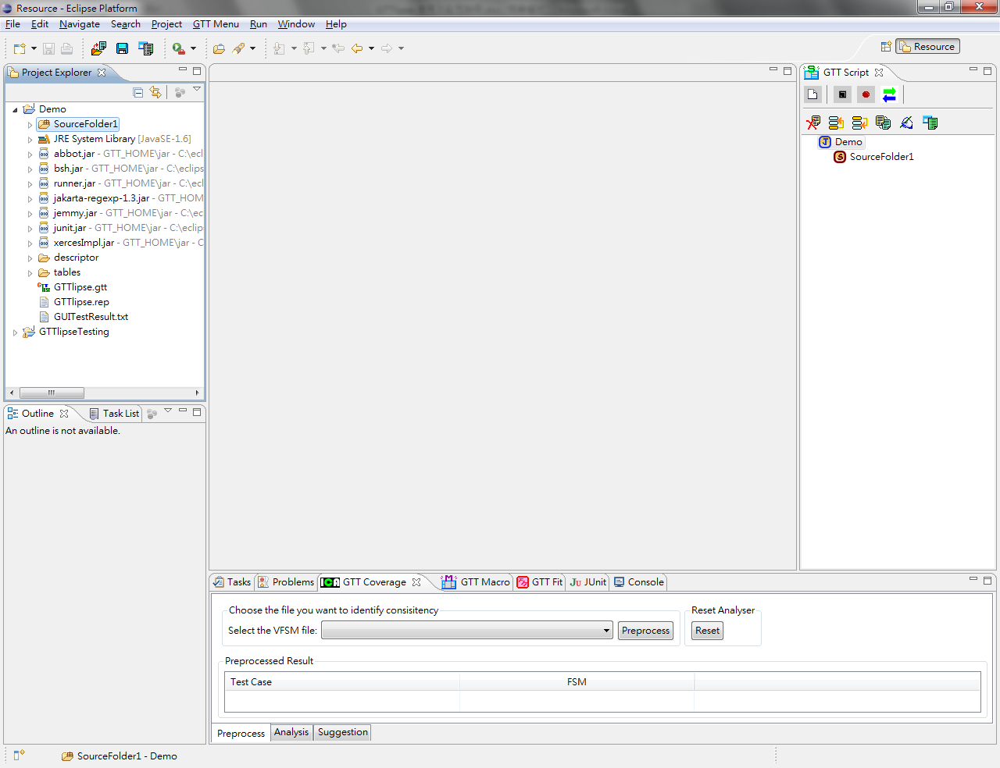 Resource - Eclipse Platform
File Edit Navigate Search Project GTT Menu Run Window Help
Resource
Project Explorer
Demo
SourceFolder1
JRE System Library [JavaSE-1.6]
abbot.jar - GTT_HOME\jar - C:\ecl
bsh.jar - GTT_HOME\jar - C:\eclips
runner.jar - GTT_HOME\jar - C:\ecl
jakarta-regexp-1.3.jar - GTT_HOM
jemmy.jar - GTT_HOME\jar - C:\ec
junit.jar - GTT_HOME\jar - C:\eclip
xercesImpl.jar - GTT_HOME\jar - C
descriptor
tables
GTTlipse.gtt
GTTlipse.rep
GUITestResult.txt
GTTlipseTesting
Outline Task List
An outline is not available.
GTT Script
Demo
SourceFolder1
Tasks Problems GTT Coverage GTT Macro GTT Fit JUnit Console
Choose the file you want to identify consisitency
Select the VFSM file: Preprocess
Reset Analyser
Reset
Preprocessed Result
Test Case FSM
Preprocess Analysis Suggestion
SourceFolder1 - Demo